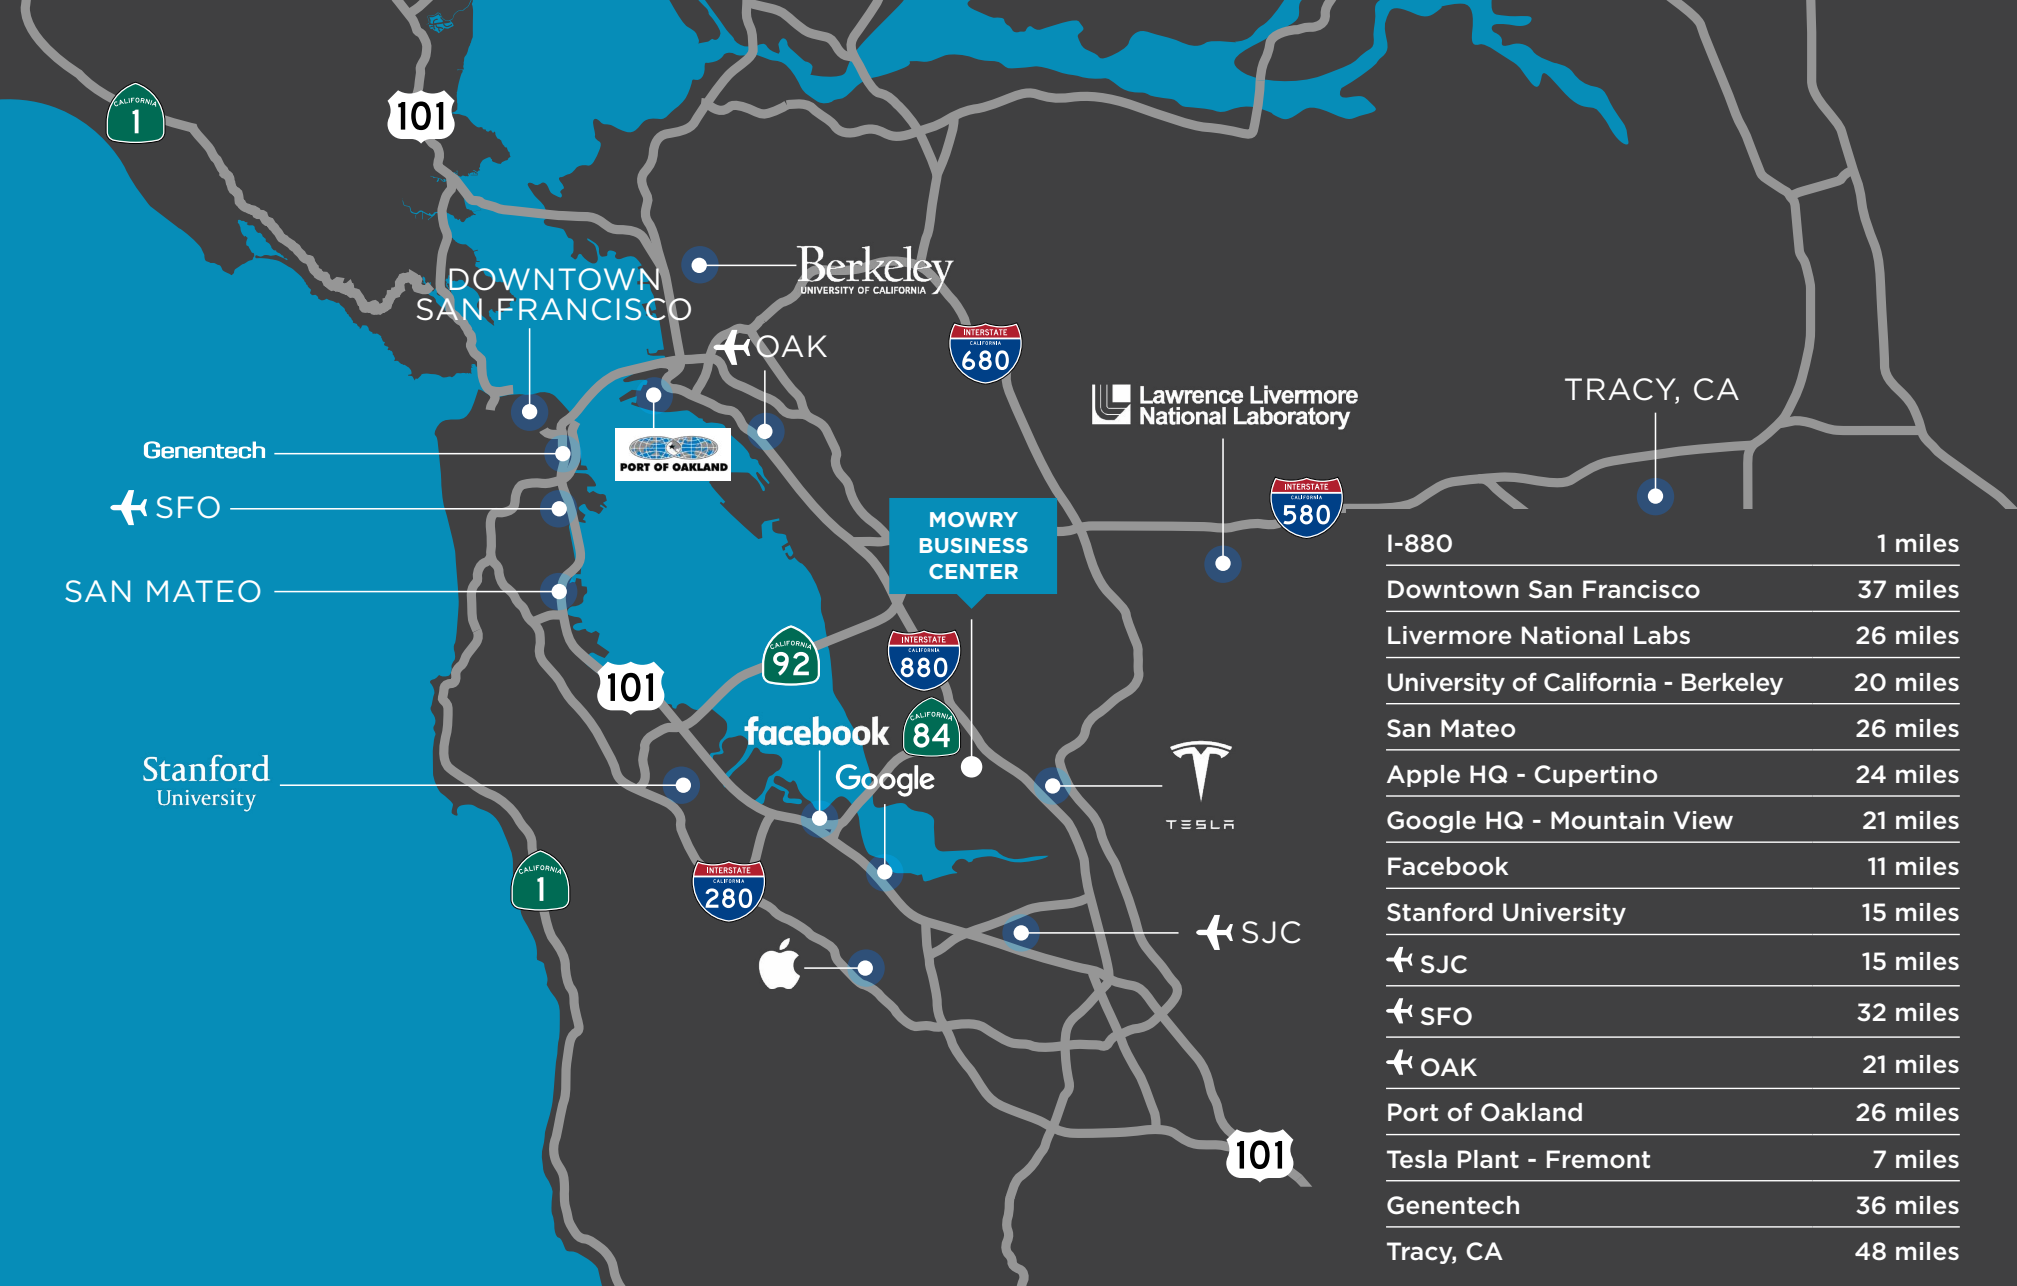 CALIFORNIA
1
101
DOWNTOWN
SAN FRANCISCO
Berkeley
UNIVERSITY OF CALIFORNIA
OAK
INTERSTATE
CALIFORNIA
680
Lawrence Livermore
National Laboratory
TRACY, CA
Genentech
PORT OF OAKLAND
SFO
INTERSTATE
CALIFORNIA
580
MOWRY
BUSINESS
CENTER
SAN MATEO
CALIFORNIA
92
INTERSTATE
CALIFORNIA
880
101
facebook
CALIFORNIA
84
Google
Stanford
University
TESLA
CALIFORNIA
1
INTERSTATE
CALIFORNIA
280
SJC
101
I-880 1 miles
Downtown San Francisco 37 miles
Livermore National Labs 26 miles
University of California - Berkeley 20 miles
San Mateo 26 miles
Apple HQ - Cupertino 24 miles
Google HQ - Mountain View 21 miles
Facebook 11 miles
Stanford University 15 miles
SJC 15 miles
SFO 32 miles
OAK 21 miles
Port of Oakland 26 miles
Tesla Plant - Fremont 7 miles
Genentech 36 miles
Tracy, CA 48 miles